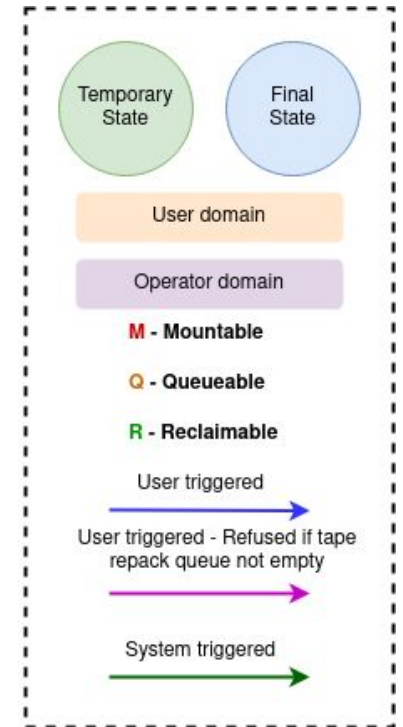 Temporary
State
Final
State
User domain
Operator domain
M - Mountable
Q - Queueable
R - Reclaimable
User triggered
User triggered - Refused if tape
repack queue not empty
System triggered